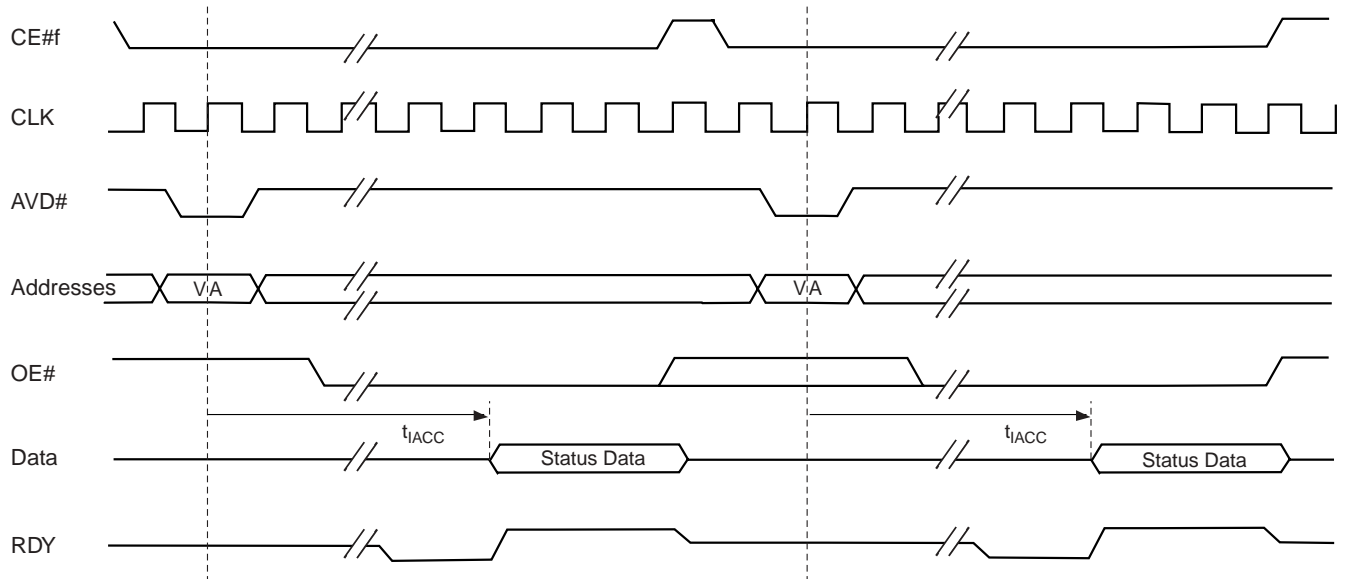 CE#f
CLK
AVD#
Addresses VA VA
OE#
tIACC tIACC
Data Status Data Status Data
RDY